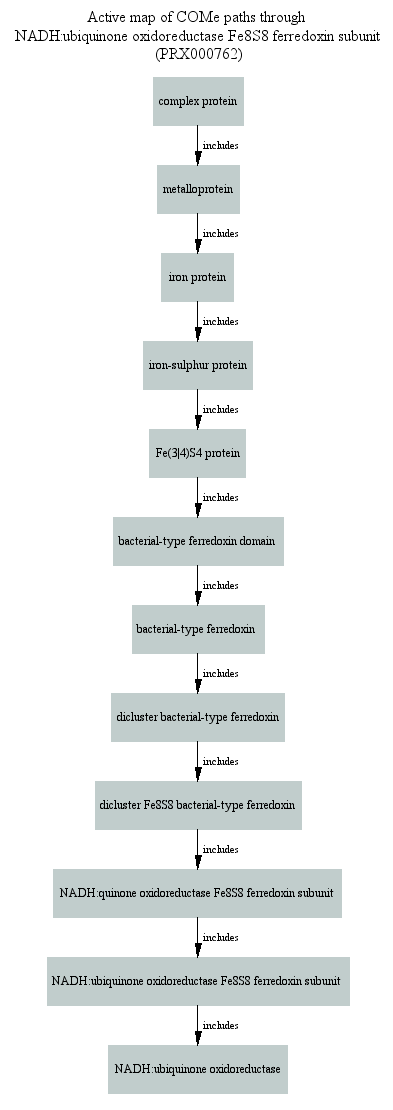 Active map of COMe paths through
NADH:ubiquinone oxidoreductase Fe8S8 ferredoxin subunit
(PRX000762)
complex protein
includes
metalloprotein
includes
iron protein
includes
iron-sulphur protein
includes
Fe(3|4)S4 protein
includes
bacterial-type ferredoxin domain
includes
bacterial-type ferredoxin
includes
dicluster bacterial-type ferredoxin
includes
dicluster Fe8S8 bacterial-type ferredoxin
includes
NADH:quinone oxidoreductase Fe8S8 ferredoxin subunit
includes
NADH:ubiquinone oxidoreductase Fe8S8 ferredoxin subunit
includes
NADH:ubiquinone oxidoreductase